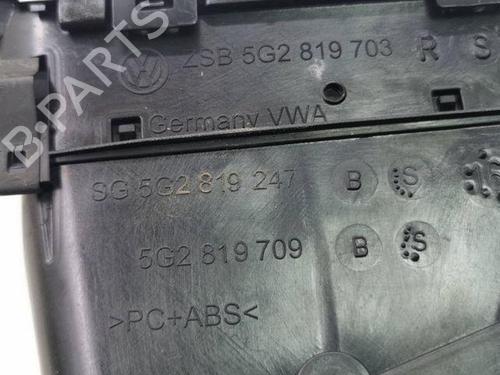 ZSB 5G2 819 703 R S
Germany VWA
SG 5G2 819 247 B S
5G2 819 709 B S
>PC+ABS<
B-PARTS